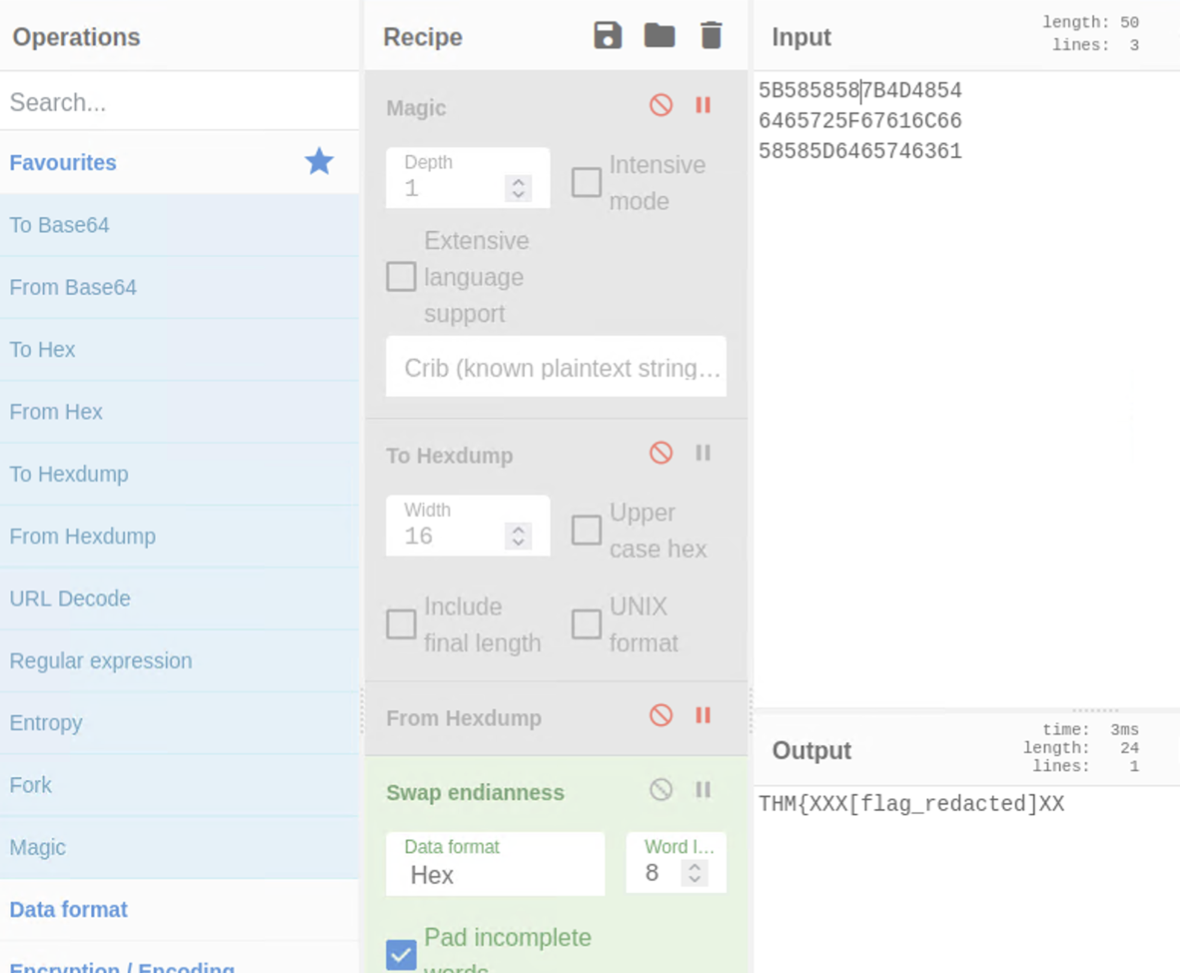 Operations
Search...
Favourites
To Base64
From Base64
To Hex
From Hex
To Hexdump
From Hexdump
URL Decode
Regular expression
Entropy
Fork
Magic
Data format
Encryption / Encoding
Recipe
Magic
Depth
1
Intensive
mode
Extensive
language
support
Crib (known plaintext string…
To Hexdump
Width
16
Upper
case hex
Include
final length
UNIX
format
From Hexdump
Swap endianness
Data format
Hex
Word l…
8
Pad incomplete
words
Input
length: 50
lines: 3
5B5858587B4D4854
6465725F67616C66
58585D6465746361
Output
time: 3ms
length: 24
lines: 1
THM{XXX[flag_redacted]XX